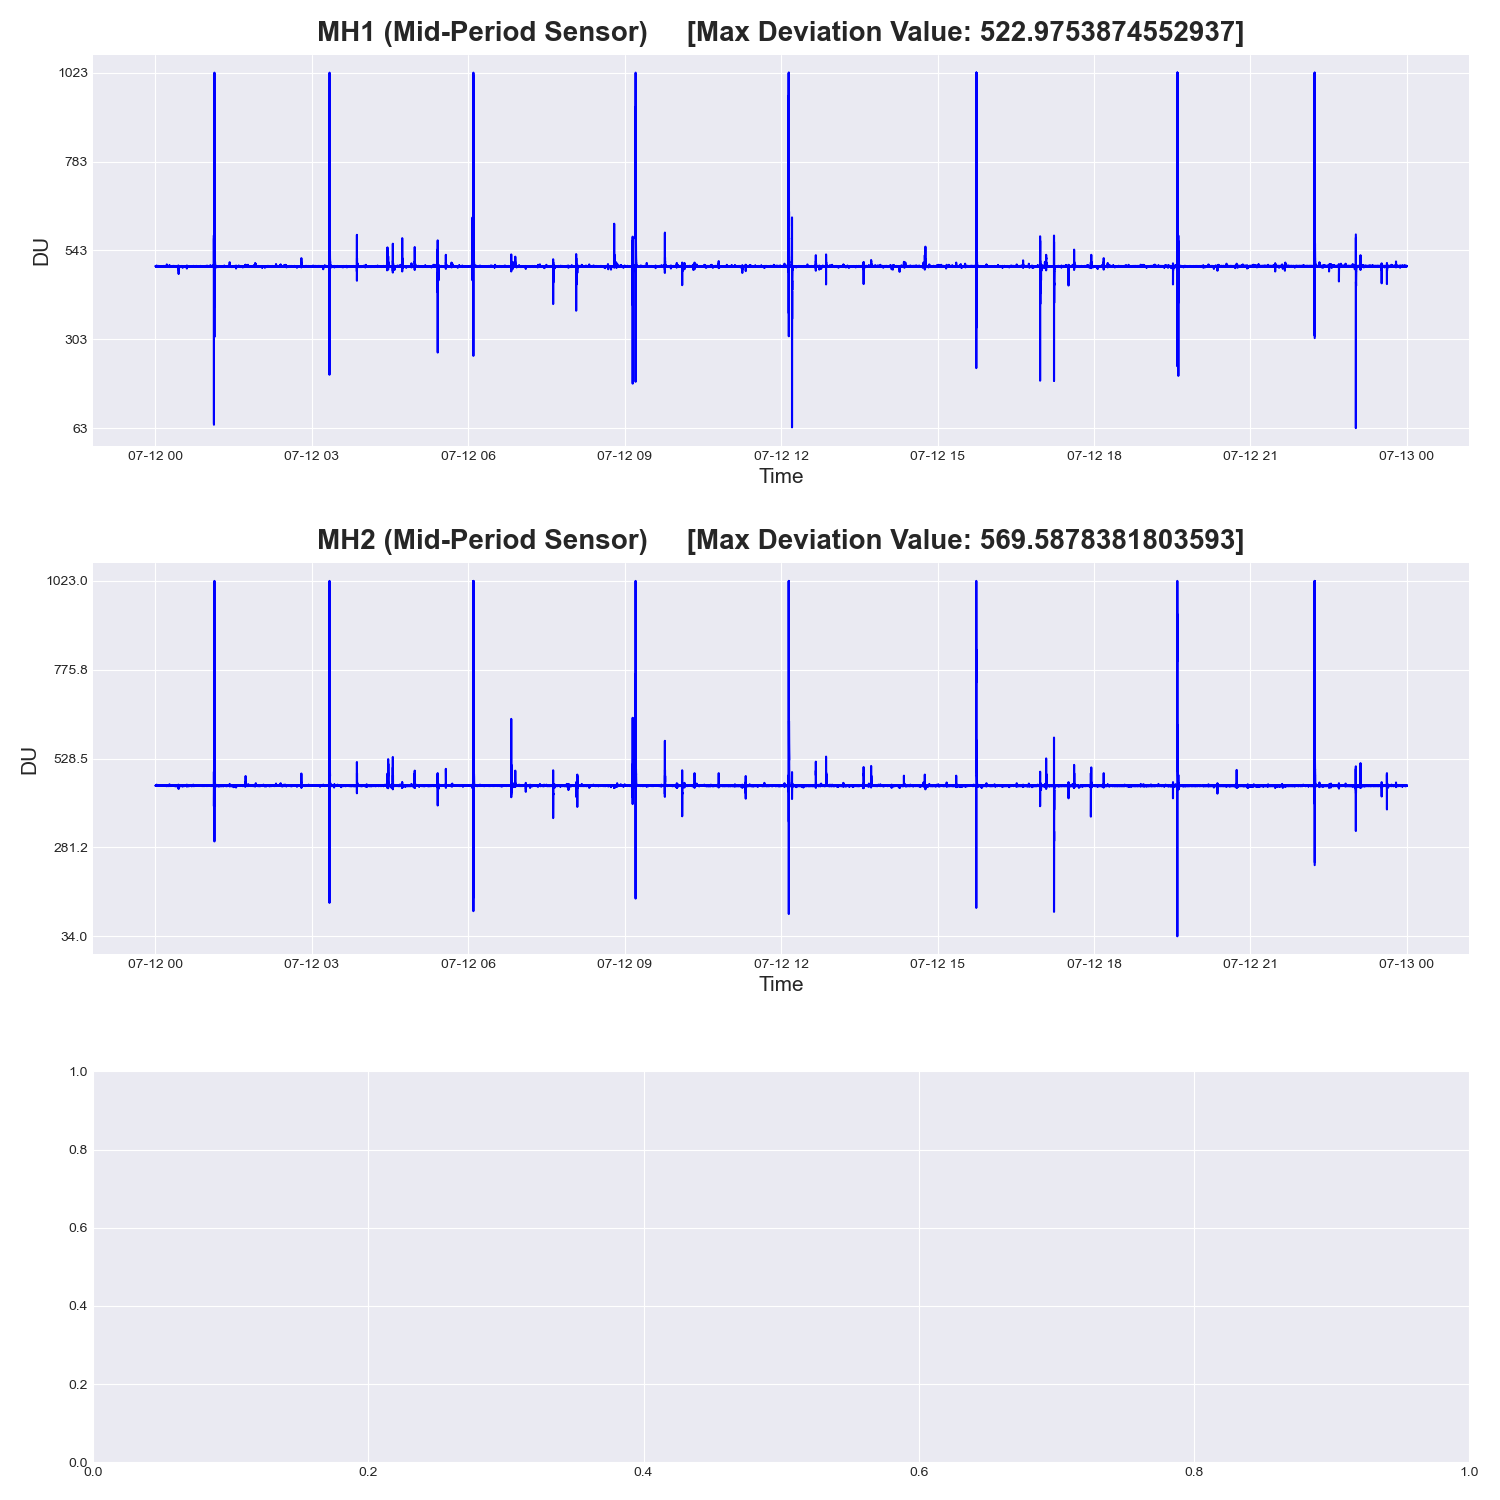 MH1 (Mid-Period Sensor) [Max Deviation Value: 522.9753874552937]
1023
783
543
303
63
DU
07-12 00 07-12 03 07-12 06 07-12 09 07-12 12 07-12 15 07-12 18 07-12 21 07-13 00
Time
MH2 (Mid-Period Sensor) [Max Deviation Value: 569.5878381803593]
1023.0
775.8
528.5
281.2
34.0
DU
07-12 00 07-12 03 07-12 06 07-12 09 07-12 12 07-12 15 07-12 18 07-12 21 07-13 00
Time
1.0
0.8
0.6
0.4
0.2
0.0
0.0 0.2 0.4 0.6 0.8 1.0